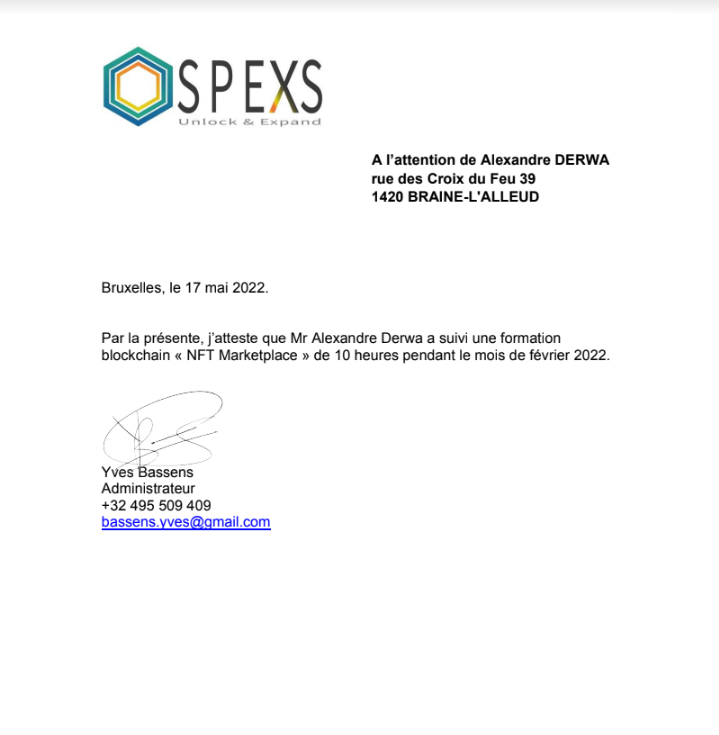 SPEXS
Unlock & Expand
A l'attention de Alexandre DERWA
rue des Croix du Feu 39
1420 BRAINE-L'ALLEUD
Bruxelles, le 17 mai 2022.
Par la présente, j'atteste que Mr Alexandre Derwa a suivi une formation
blockchain « NFT Marketplace » de 10 heures pendant le mois de février 2022.
Yves Bassens
Administrateur
+32 495 509 409
bassens.yves@gmail.com